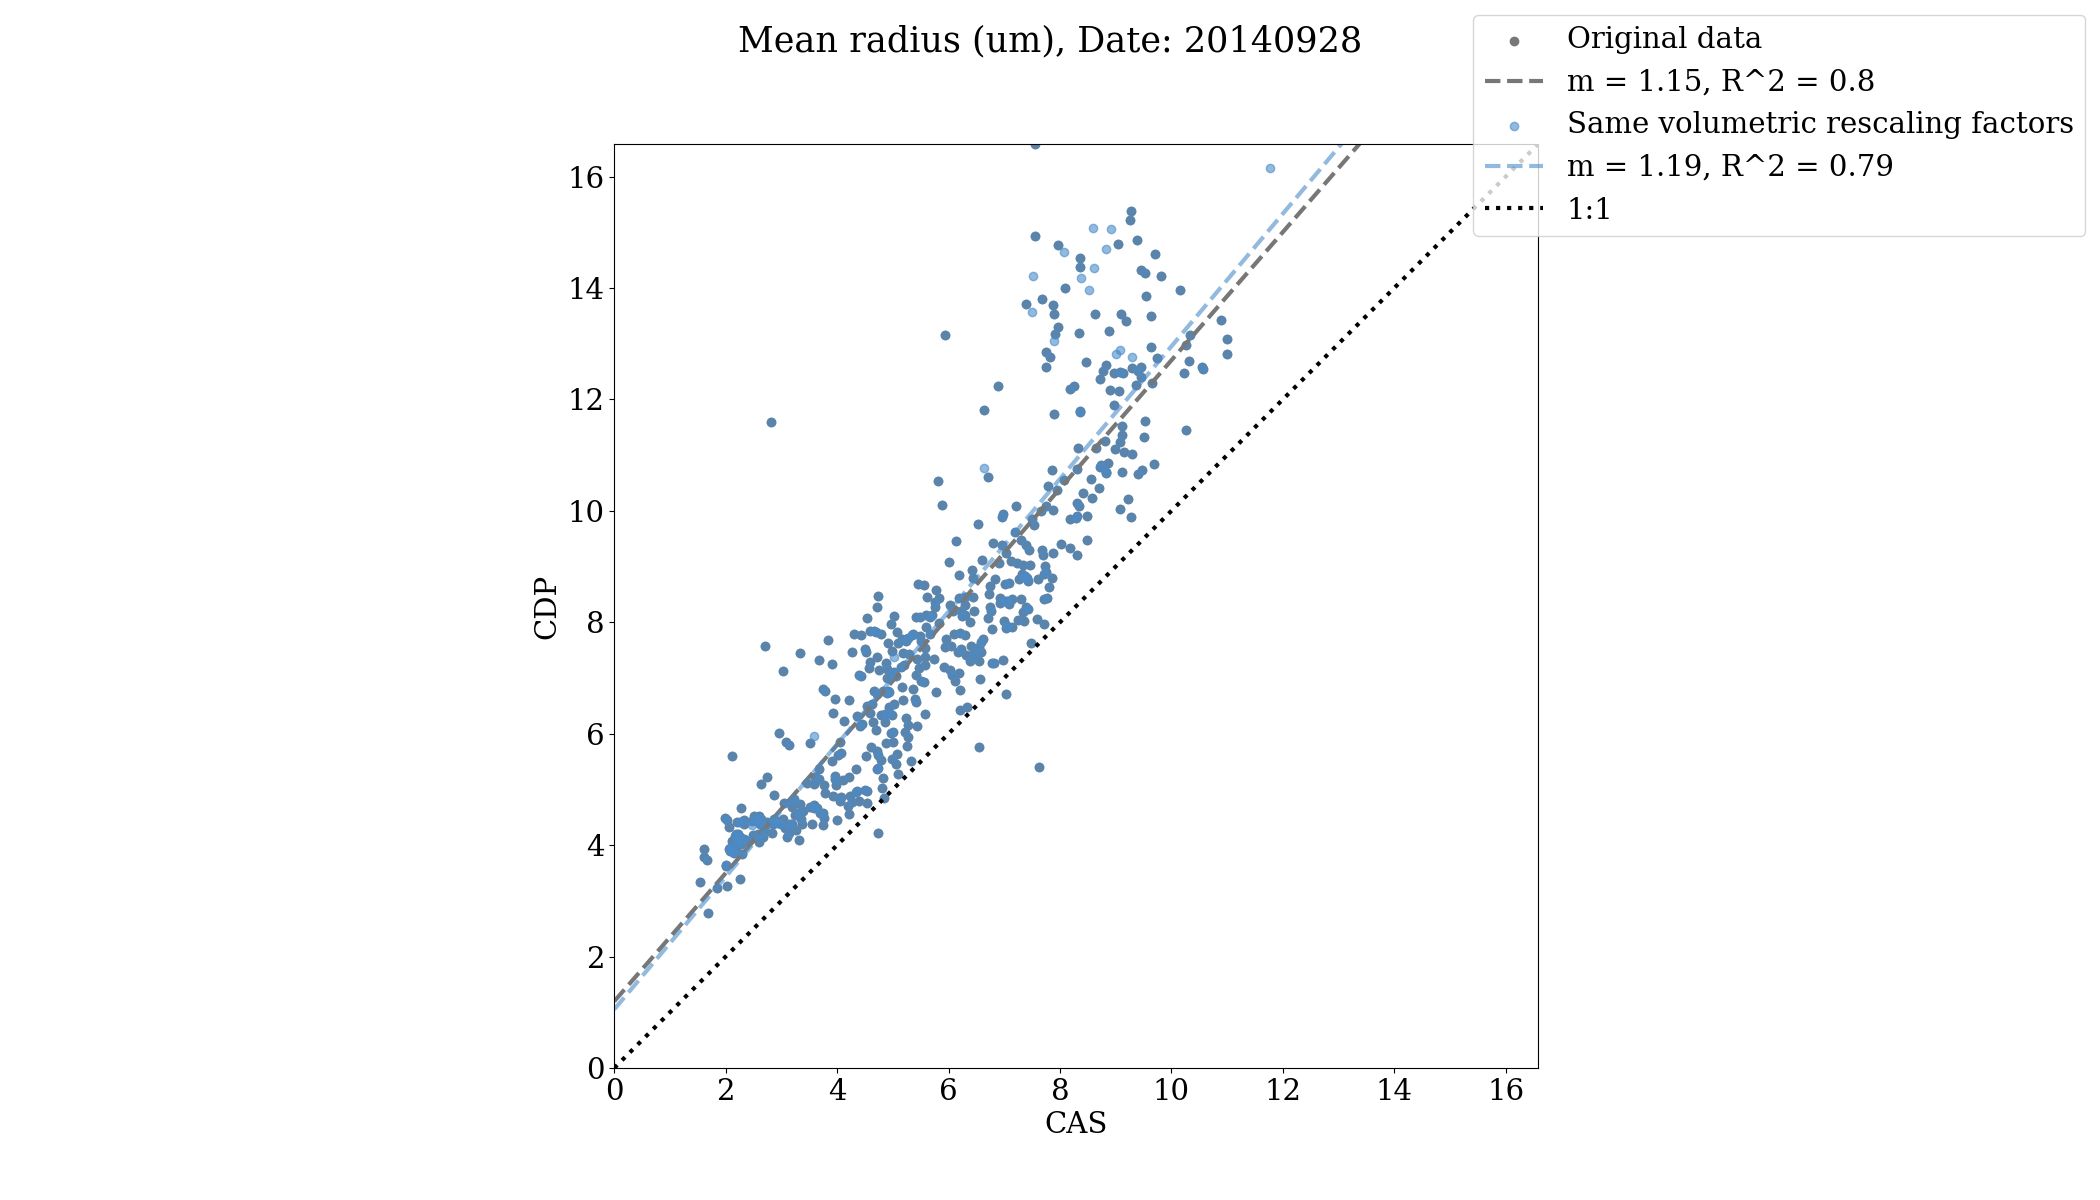 Mean radius (um), Date: 20140928
Original data
m = 1.15, R^2 = 0.8
Same volumetric rescaling factors
m = 1.19, R^2 = 0.79
1:1
16
14
12
10
8
6
4
2
0
CDP
0 2 4 6 8 10 12 14 16
CAS